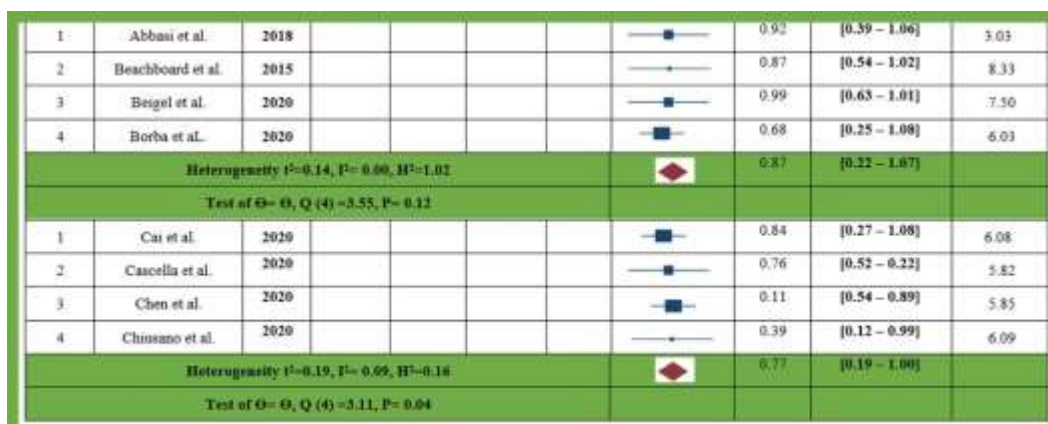 1 Abbasi et al. 2018 0.92 [0.39 – 1.06] 3.03
2 Beachboard et al. 2015 0.87 [0.54 – 1.02] 8.33
3 Beigel et al. 2020 0.99 [0.63 – 1.01] 7.50
4 Borba et aL. 2020 0.68 [0.25 – 1.08] 6.03
Heterogeneity t²=0.14, I²= 0.00, H²=1.02 0.87 [0.22 – 1.07]
Test of Θ= Θ, Q (4) =3.55, P= 0.12
1 Cai et al. 2020 0.84 [0.27 – 1.08] 6.08
2 Cascella et al. 2020 0.76 [0.52 – 0.22] 5.82
3 Chen et al. 2020 0.11 [0.54 – 0.89] 5.85
4 Chiusano et al. 2020 0.39 [0.12 – 0.99] 6.09
Heterogeneity t²=0.19, I²= 0.09, H²=0.16 0.77 [0.19 – 1.00]
Test of Θ= Θ, Q (4) =3.11, P= 0.04